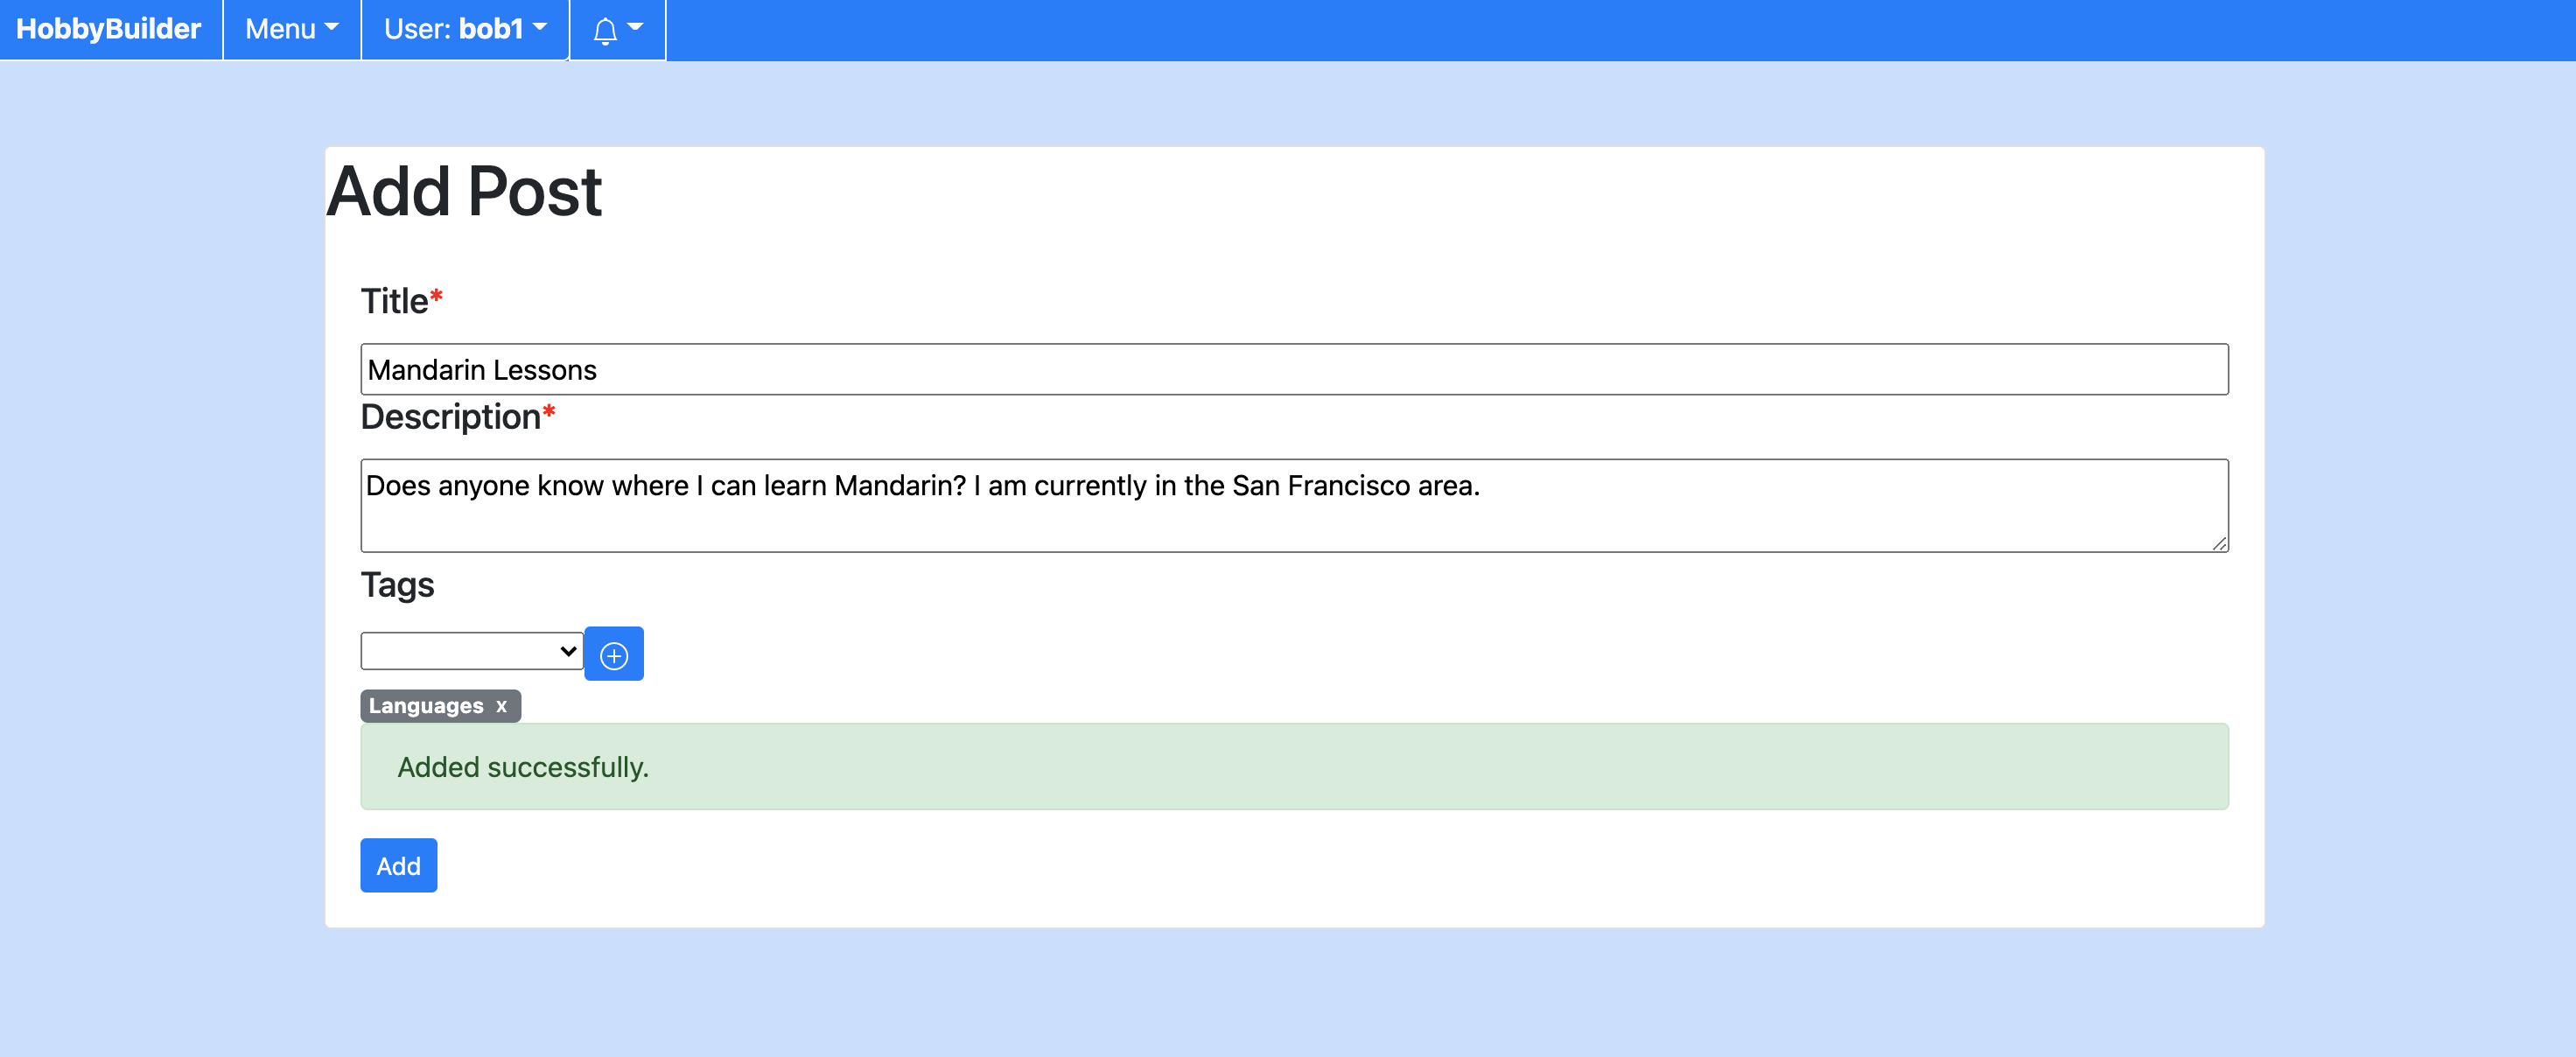 HobbyBuilder Menu User: bob1
Add Post
Title*
Mandarin Lessons
Description*
Does anyone know where I can learn Mandarin? I am currently in the San Francisco area.
Tags
Languages x
Added successfully.
Add